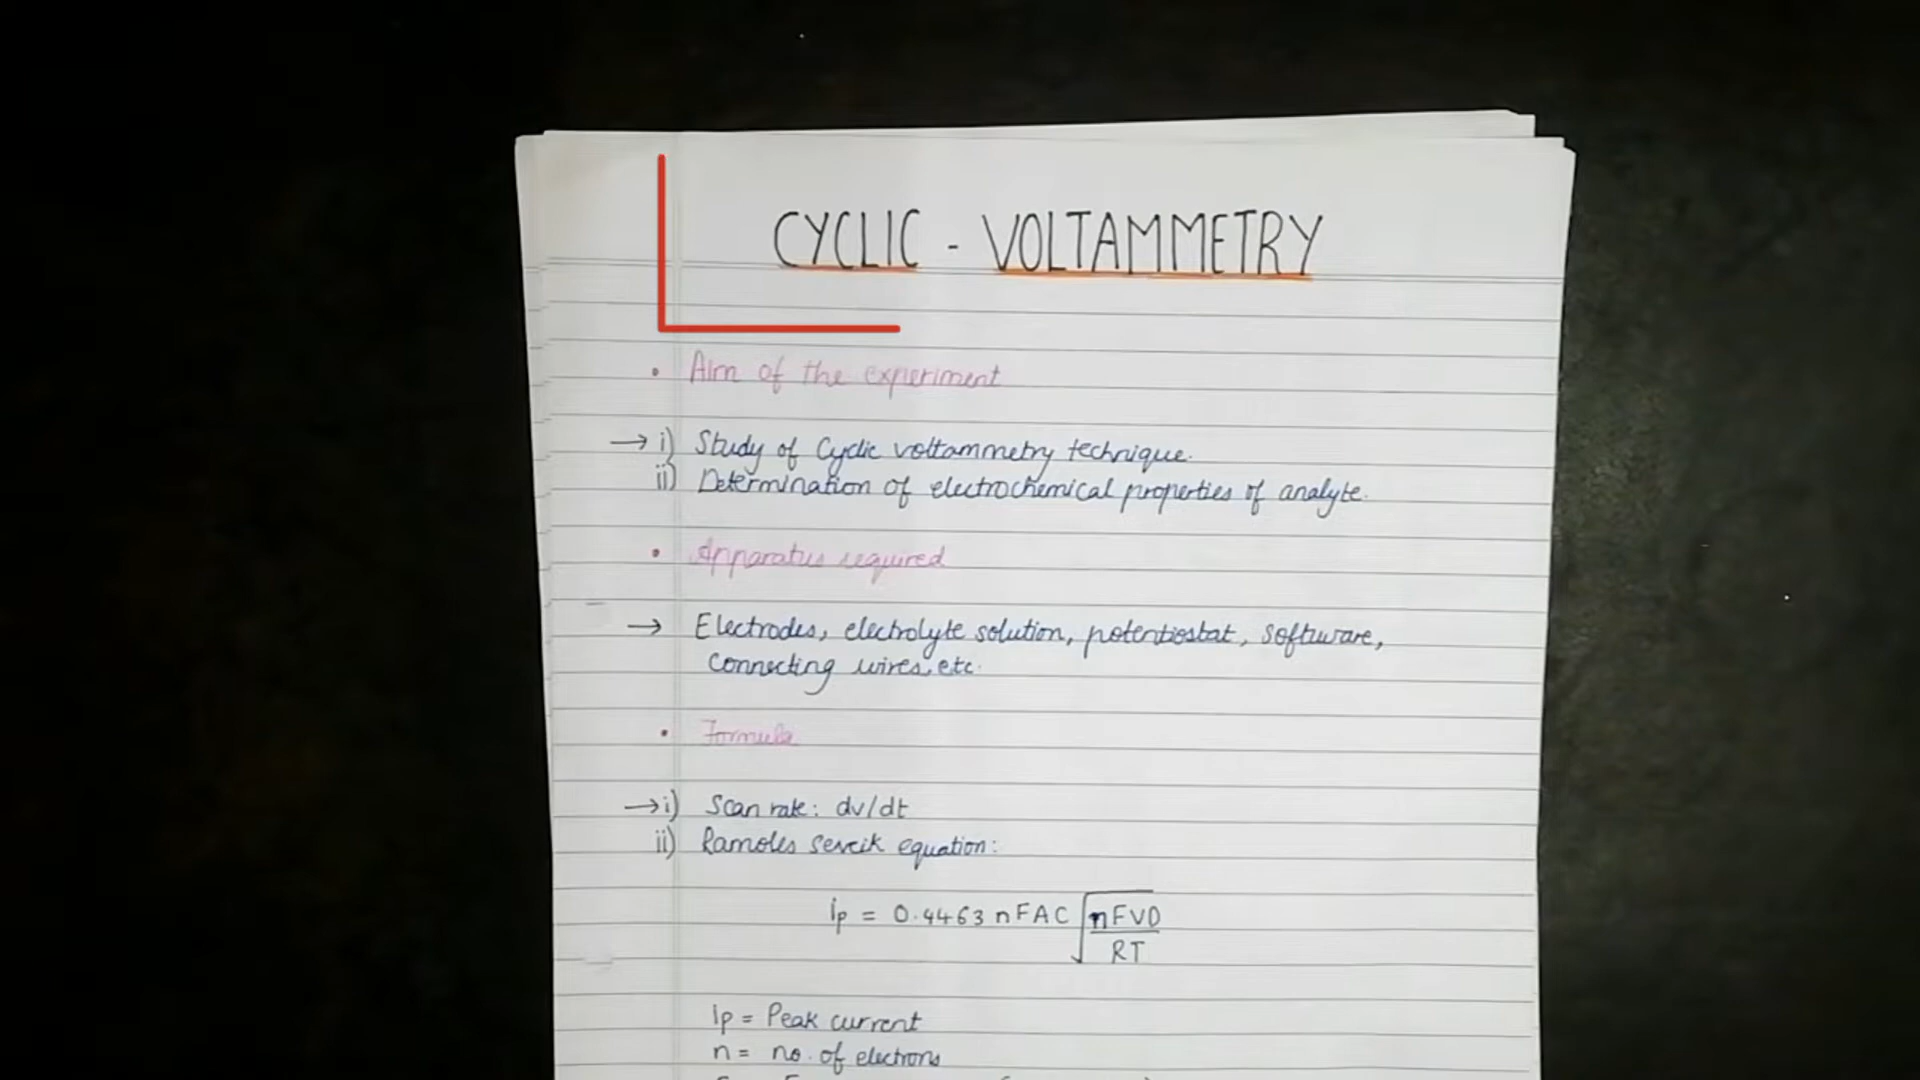 CYCLIC - VOLTAMMETRY
• Aim of the experiment
→ i) Study of Cyclic voltammetry technique.
ii) Determination of electrochemical properties of analyte.
• Apparatus required
→ Electrodes, electrolyte solution, potentiostat, software,
connecting wires, etc.
• Formula
→ i) Scan rate: dv/dt
ii) Ramoles sevcik equation:
ip = 0.4463 nFAC √nFVD/RT
ip = Peak current
n = no. of electrons